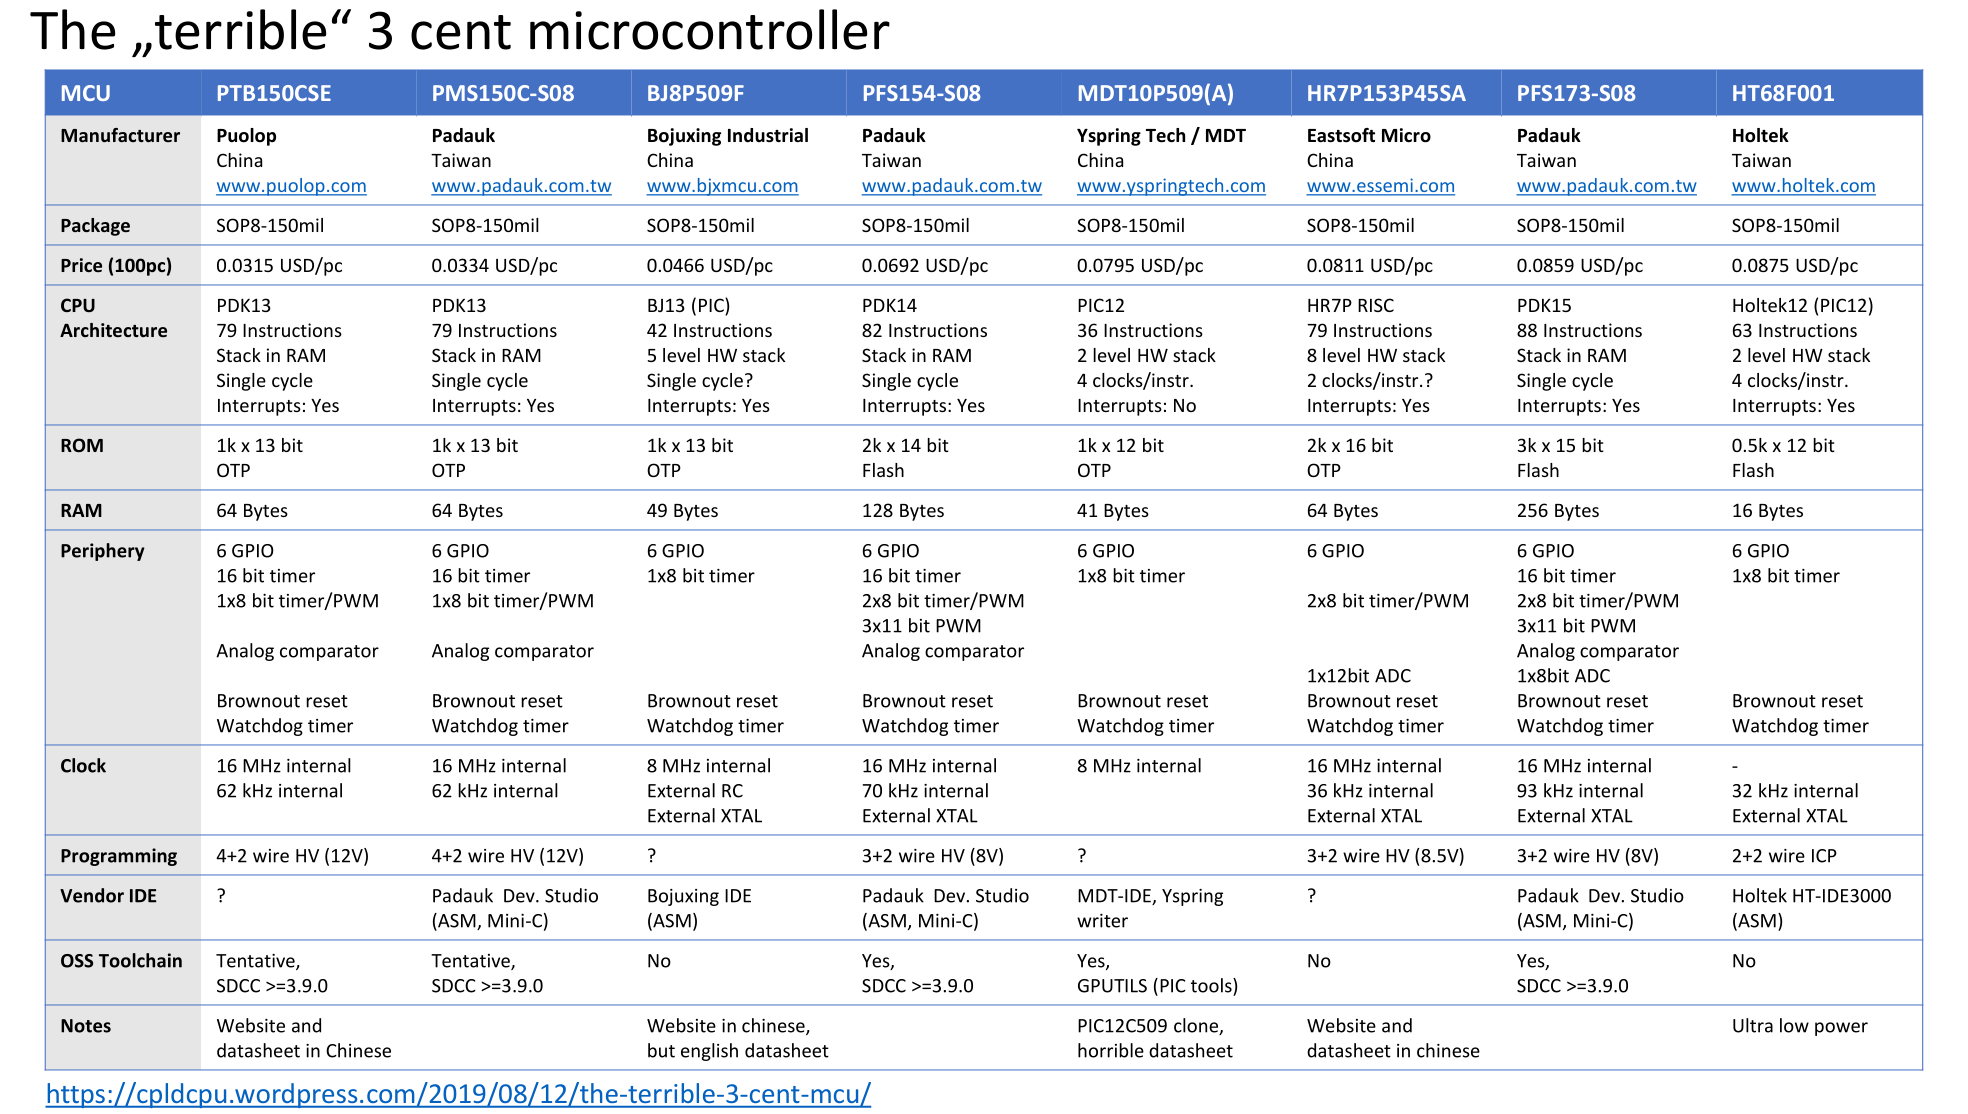 The „terrible“ 3 cent microcontroller
MCU PTB150CSE PMS150C-S08 BJ8P509F PFS154-S08 MDT10P509(A) HR7P153P45SA PFS173-S08 HT68F001
Manufacturer Puolop Padauk Bojuxing Industrial Padauk Yspring Tech / MDT Eastsoft Micro Padauk Holtek
China Taiwan China Taiwan China China Taiwan Taiwan
www.puolop.com www.padauk.com.tw www.bjxmcu.com www.padauk.com.tw www.yspringtech.com www.essemi.com www.padauk.com.tw www.holtek.com
Package SOP8-150mil SOP8-150mil SOP8-150mil SOP8-150mil SOP8-150mil SOP8-150mil SOP8-150mil SOP8-150mil
Price (100pc) 0.0315 USD/pc 0.0334 USD/pc 0.0466 USD/pc 0.0692 USD/pc 0.0795 USD/pc 0.0811 USD/pc 0.0859 USD/pc 0.0875 USD/pc
CPU PDK13 PDK13 BJ13 (PIC) PDK14 PIC12 HR7P RISC PDK15 Holtek12 (PIC12)
Architecture 79 Instructions 79 Instructions 42 Instructions 82 Instructions 36 Instructions 79 Instructions 88 Instructions 63 Instructions
Stack in RAM Stack in RAM 5 level HW stack Stack in RAM 2 level HW stack 8 level HW stack Stack in RAM 2 level HW stack
Single cycle Single cycle Single cycle? Single cycle 4 clocks/instr. 2 clocks/instr.? Single cycle 4 clocks/instr.
Interrupts: Yes Interrupts: Yes Interrupts: Yes Interrupts: Yes Interrupts: No Interrupts: Yes Interrupts: Yes Interrupts: Yes
ROM 1k x 13 bit 1k x 13 bit 1k x 13 bit 2k x 14 bit 1k x 12 bit 2k x 16 bit 3k x 15 bit 0.5k x 12 bit
OTP OTP OTP Flash OTP OTP Flash Flash
RAM 64 Bytes 64 Bytes 49 Bytes 128 Bytes 41 Bytes 64 Bytes 256 Bytes 16 Bytes
Periphery 6 GPIO 6 GPIO 6 GPIO 6 GPIO 6 GPIO 6 GPIO 6 GPIO 6 GPIO
16 bit timer 16 bit timer 1x8 bit timer 16 bit timer 1x8 bit timer 16 bit timer 1x8 bit timer
1x8 bit timer/PWM 1x8 bit timer/PWM 2x8 bit timer/PWM 2x8 bit timer/PWM 2x8 bit timer/PWM
3x11 bit PWM 3x11 bit PWM
Analog comparator Analog comparator Analog comparator Analog comparator
1x12bit ADC 1x8bit ADC
Brownout reset Brownout reset Brownout reset Brownout reset Brownout reset Brownout reset Brownout reset Brownout reset
Watchdog timer Watchdog timer Watchdog timer Watchdog timer Watchdog timer Watchdog timer Watchdog timer Watchdog timer
Clock 16 MHz internal 16 MHz internal 8 MHz internal 16 MHz internal 8 MHz internal 16 MHz internal 16 MHz internal -
62 kHz internal 62 kHz internal External RC 70 kHz internal 36 kHz internal 93 kHz internal 32 kHz internal
External XTAL External XTAL External XTAL External XTAL External XTAL
Programming 4+2 wire HV (12V) 4+2 wire HV (12V) ? 3+2 wire HV (8V) ? 3+2 wire HV (8.5V) 3+2 wire HV (8V) 2+2 wire ICP
Vendor IDE ? Padauk Dev. Studio Bojuxing IDE Padauk Dev. Studio MDT-IDE, Yspring ? Padauk Dev. Studio Holtek HT-IDE3000
(ASM, Mini-C) (ASM) (ASM, Mini-C) writer (ASM, Mini-C) (ASM)
OSS Toolchain Tentative, Tentative, No Yes, Yes, No Yes, No
SDCC >=3.9.0 SDCC >=3.9.0 SDCC >=3.9.0 GPUTILS (PIC tools) SDCC >=3.9.0
Notes Website and Website in chinese, PIC12C509 clone, Website and Ultra low power
datasheet in Chinese but english datasheet horrible datasheet datasheet in chinese
https://cpldcpu.wordpress.com/2019/08/12/the-terrible-3-cent-mcu/